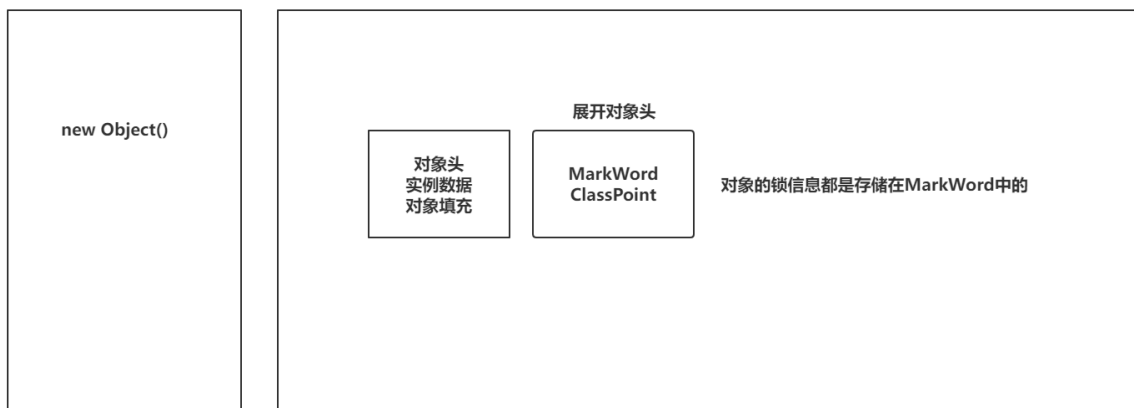 new Object()
展开对象头
对象头
实例数据
对象填充
MarkWord
ClassPoint
对象的锁信息都是存储在MarkWord中的